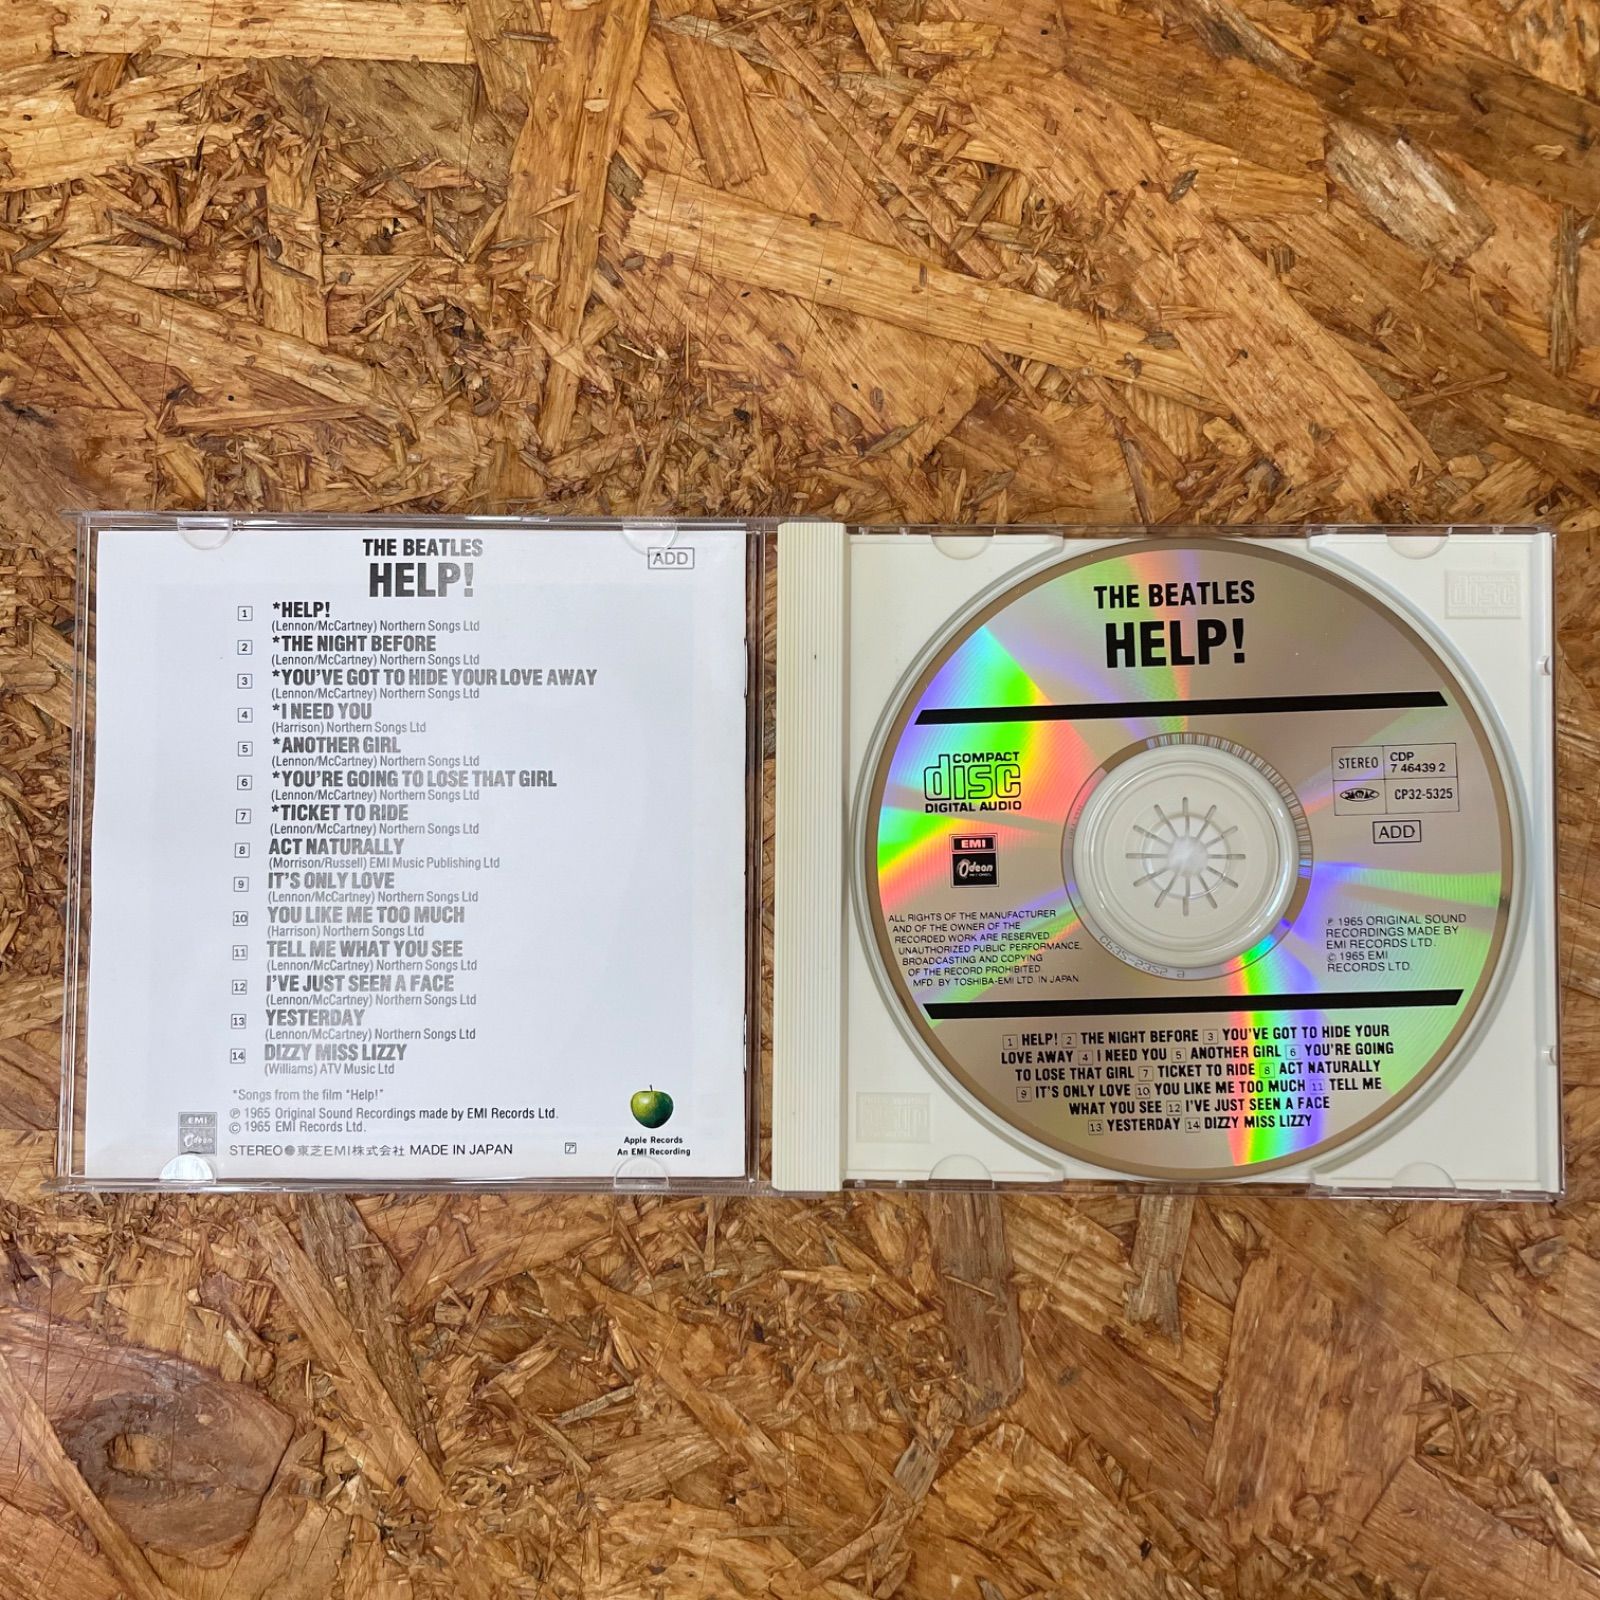 THE BEATLES
HELP!
ADD
1 *HELP!
(Lennon/McCartney) Northern Songs Ltd
2 *THE NIGHT BEFORE
(Lennon/McCartney) Northern Songs Ltd
3 *YOU'VE GOT TO HIDE YOUR LOVE AWAY
(Lennon/McCartney) Northern Songs Ltd
4 *I NEED YOU
(Harrison) Northern Songs Ltd
5 *ANOTHER GIRL
(Lennon/McCartney) Northern Songs Ltd
6 *YOU'RE GOING TO LOSE THAT GIRL
(Lennon/McCartney) Northern Songs Ltd
7 *TICKET TO RIDE
(Lennon/McCartney) Northern Songs Ltd
8 ACT NATURALLY
(Morrison/Russell) EMI Music Publishing Ltd
9 IT'S ONLY LOVE
(Lennon/McCartney) Northern Songs Ltd
10 YOU LIKE ME TOO MUCH
(Harrison) Northern Songs Ltd
11 TELL ME WHAT YOU SEE
(Lennon/McCartney) Northern Songs Ltd
12 I'VE JUST SEEN A FACE
(Lennon/McCartney) Northern Songs Ltd
13 YESTERDAY
(Lennon/McCartney) Northern Songs Ltd
14 DIZZY MISS LIZZY
(Williams) ATV Music Ltd
*Songs from the film "Help!"
EMI
Odeon
℗ 1965 Original Sound Recordings made by EMI Records Ltd.
© 1965 EMI Records Ltd.
STEREO●東芝EMI株式会社 MADE IN JAPAN
ア
Apple Records
An EMI Recording
THE BEATLES
HELP!
COMPACT
disc
DIGITAL AUDIO
EMI
Odeon
STEREO
CDP
7 46439 2
CP32-5325
ADD
ALL RIGHTS OF THE MANUFACTURER
AND OF THE OWNER OF THE
RECORDED WORK ARE RESERVED.
UNAUTHORIZED PUBLIC PERFORMANCE,
BROADCASTING AND COPYING
OF THE RECORD PROHIBITED.
MFD. BY TOSHIBA-EMI LTD. IN JAPAN.
℗ 1965 ORIGINAL SOUND
RECORDINGS MADE BY
EMI RECORDS LTD.
© 1965 EMI
RECORDS LTD.
1 HELP! 2 THE NIGHT BEFORE 3 YOU'VE GOT TO HIDE YOUR
LOVE AWAY 4 I NEED YOU 5 ANOTHER GIRL 6 YOU'RE GOING
TO LOSE THAT GIRL 7 TICKET TO RIDE 8 ACT NATURALLY
9 IT'S ONLY LOVE 10 YOU LIKE ME TOO MUCH 11 TELL ME
WHAT YOU SEE 12 I'VE JUST SEEN A FACE
13 YESTERDAY 14 DIZZY MISS LIZZY
COMPACT
disc